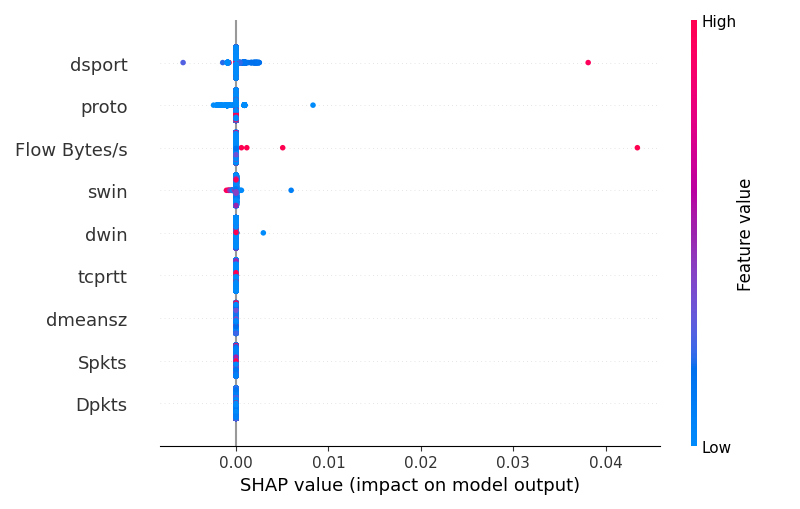 High
dsport
proto
Flow Bytes/s
swin
dwin
tcprtt
dmeansz
Spkts
Dpkts
Feature value
Low
0.00 0.01 0.02 0.03 0.04
SHAP value (impact on model output)